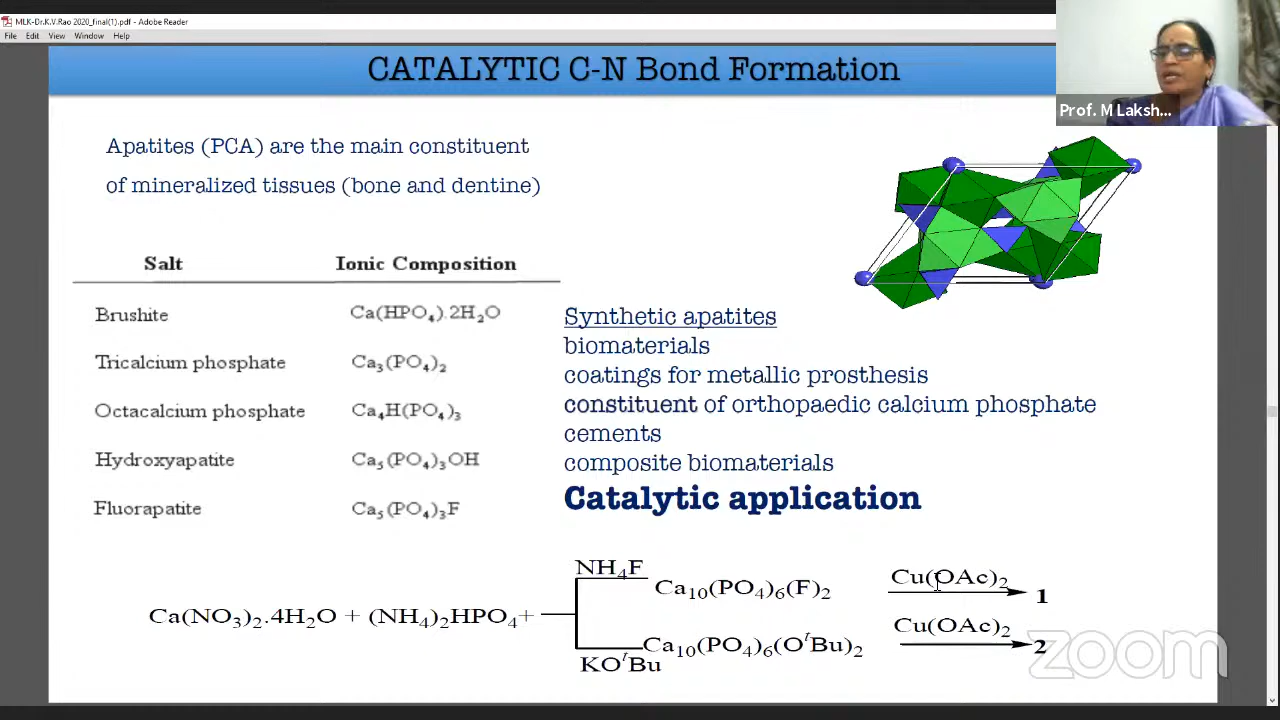 MLK-Dr.K.V.Rao 2020_final(1).pdf - Adobe Reader
File Edit View Window Help
CATALYTIC C-N Bond Formation
Prof. M Laksh...
Apatites (PCA) are the main constituent
of mineralized tissues (bone and dentine)
Salt Ionic Composition
Brushite Ca(HPO₄).2H₂O
Tricalcium phosphate Ca₃(PO₄)₂
Octacalcium phosphate Ca₄H(PO₄)₃
Hydroxyapatite Ca₅(PO₄)₃OH
Fluorapatite Ca₅(PO₄)₃F
Synthetic apatites
biomaterials
coatings for metallic prosthesis
constituent of orthopaedic calcium phosphate
cements
composite biomaterials
Catalytic application
Ca(NO₃)₂.4H₂O + (NH₄)₂HPO₄+
NH₄F
Ca₁₀(PO₄)₆(F)₂
Cu(OAc)₂
1
KOᵗBu
Ca₁₀(PO₄)₆(OᵗBu)₂
Cu(OAc)₂
2
zoom